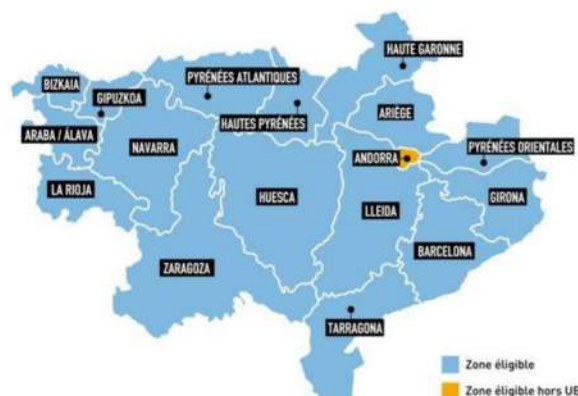 HAUTE GARONNE
PYRÉNÉES ATLANTIQUES
BIZKAIA
GIPUZKOA
HAUTES PYRÉNÉES
ARIÈGE
ARABA / ÁLAVA
NAVARRA
ANDORRA
PYRÉNÉES ORIENTALES
LA RIOJA
HUESCA
LLEIDA
GIRONA
BARCELONA
ZARAGOZA
TARRAGONA
Zone éligible
Zone éligible hors UE